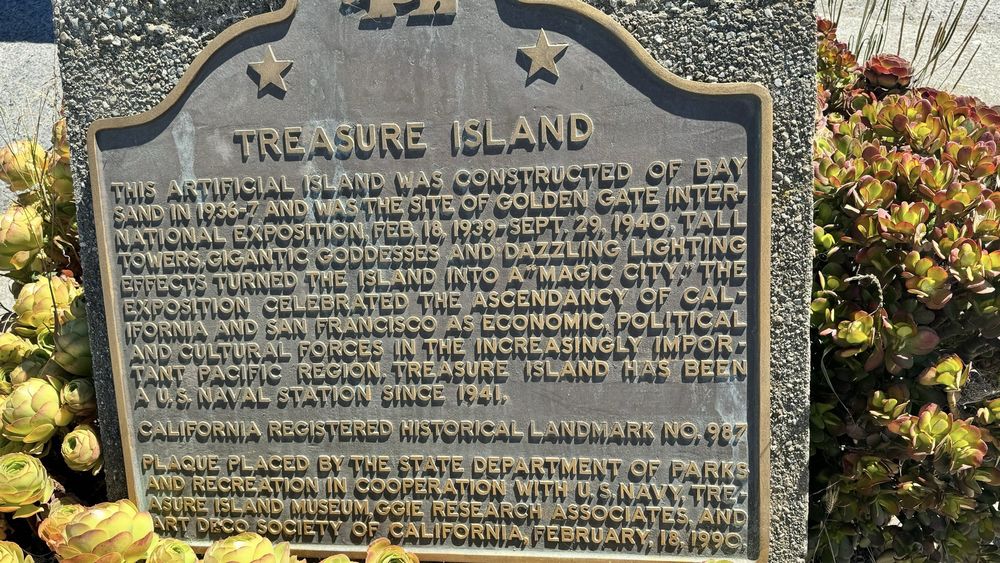 TREASURE ISLAND
THIS ARTIFICIAL ISLAND WAS CONSTRUCTED OF BAY
SAND IN 1936-7 AND WAS THE SITE OF GOLDEN GATE INTER-
NATIONAL EXPOSITION, FEB. 18, 1939-SEPT. 29, 1940. TALL
TOWERS, GIGANTIC GODDESSES AND DAZZLING LIGHTING
EFFECTS TURNED THE ISLAND INTO A "MAGIC CITY." THE
EXPOSITION CELEBRATED THE ASCENDANCY OF CAL-
IFORNIA AND SAN FRANCISCO AS ECONOMIC, POLITICAL
AND CULTURAL FORCES IN THE INCREASINGLY IMPOR-
TANT PACIFIC REGION. TREASURE ISLAND HAS BEEN
A U.S. NAVAL STATION SINCE 1941.
CALIFORNIA REGISTERED HISTORICAL LANDMARK NO. 987
PLAQUE PLACED BY THE STATE DEPARTMENT OF PARKS
AND RECREATION IN COOPERATION WITH U.S. NAVY, TRE-
ASURE ISLAND MUSEUM, GGIE RESEARCH ASSOCIATES, AND
ART DECO SOCIETY OF CALIFORNIA, FEBRUARY, 18, 1990.